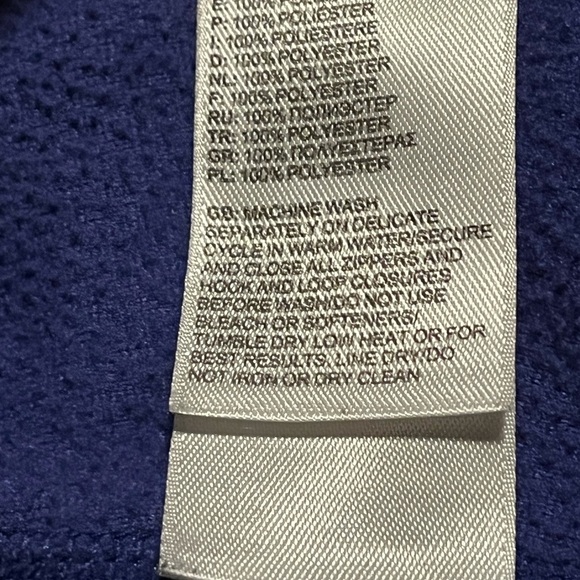 E: 100% POLIÉSTER
P: 100% POLIÉSTER
I: 100% POLIESTERE
D: 100% POLYESTER
NL: 100% POLYESTER
F: 100% POLYESTER
RU: 100% ПОЛИЭСТЕР
TR: 100% POLYESTER
GR: 100% ΠΟΛΥΕΣΤΕΡΑΣ
PL: 100% POLYESTER
GB: MACHINE WASH
SEPARATELY ON DELICATE
CYCLE IN WARM WATER/SECURE
AND CLOSE ALL ZIPPERS AND
HOOK AND LOOP CLOSURES
BEFORE WASH/DO NOT USE
BLEACH OR SOFTENERS/
TUMBLE DRY LOW HEAT OR FOR
BEST RESULTS, LINE DRY/DO
NOT IRON OR DRY CLEAN